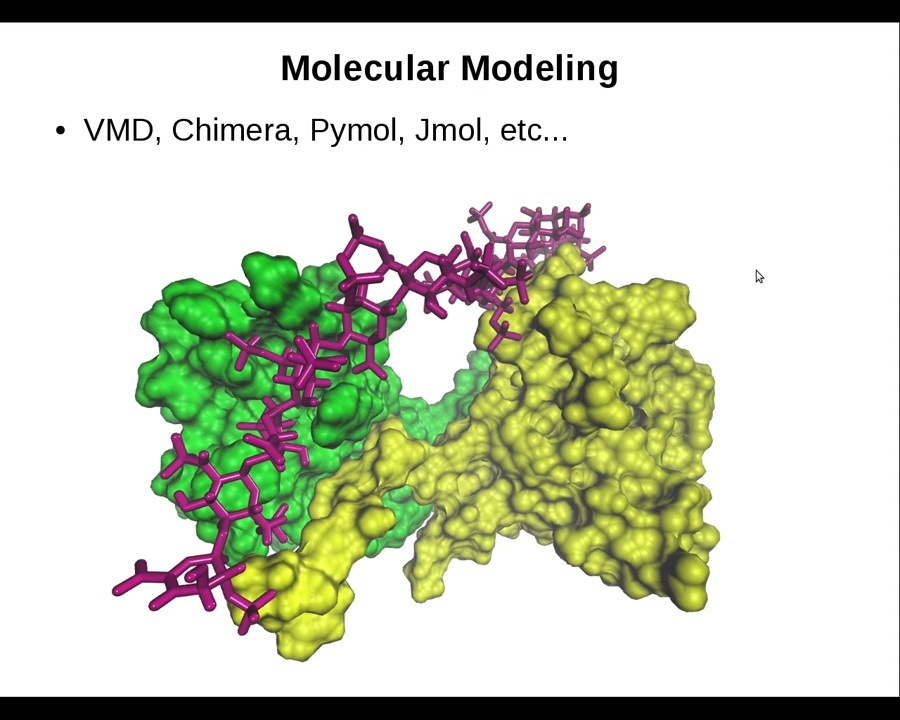 Molecular Modeling
• VMD, Chimera, Pymol, Jmol, etc...